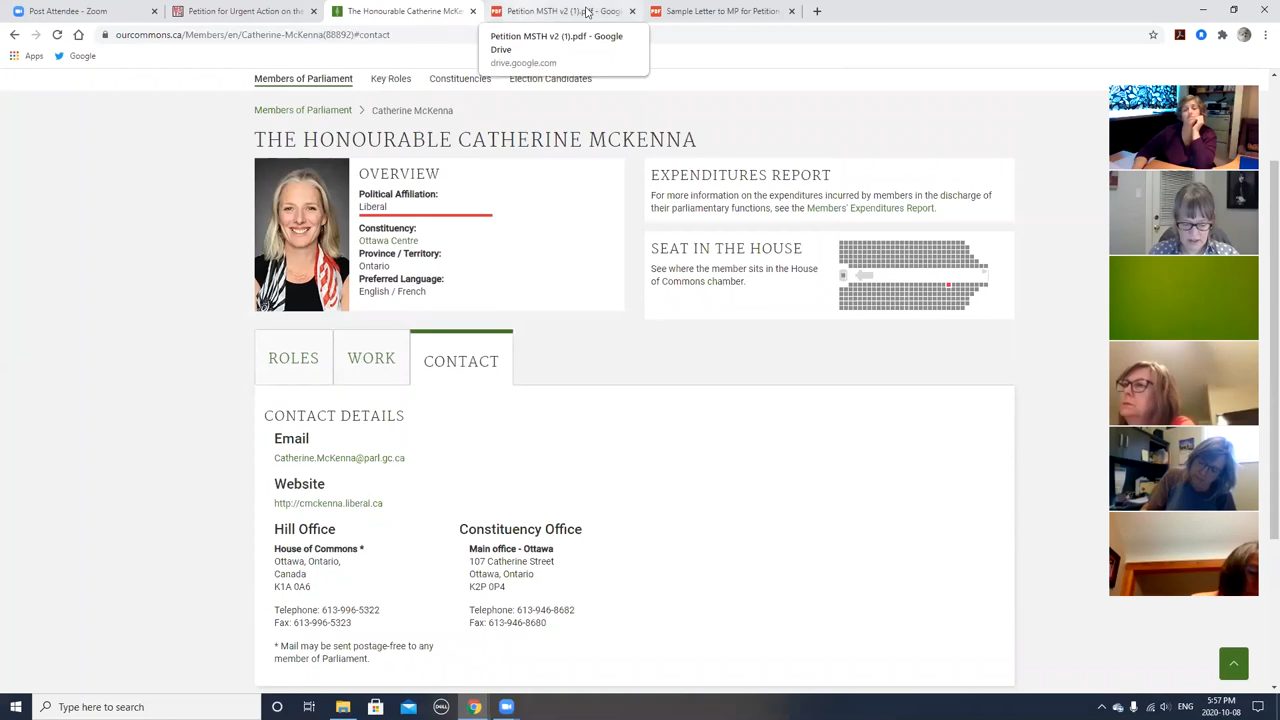 Post Attendee - Zoom
Petition for Urgent Action on the
The Honourable Catherine McKe
Petition MSTH v2 (1).pdf - Googl
Sample Letter to MP for Petition
ourcommons.ca/Members/en/Catherine-McKenna(88892)#contact
Apps
Google
Petition MSTH v2 (1).pdf - Google
Drive
drive.google.com
Members of Parliament Key Roles Constituencies Election Candidates
Members of Parliament > Catherine McKenna
THE HONOURABLE CATHERINE MCKENNA
OVERVIEW
Political Affiliation:
Liberal
Constituency:
Ottawa Centre
Province / Territory:
Ontario
Preferred Language:
English / French
EXPENDITURES REPORT
For more information on the expenditures incurred by members in the discharge of
their parliamentary functions, see the Members' Expenditures Report.
SEAT IN THE HOUSE
See where the member sits in the House
of Commons chamber.
ROLES WORK CONTACT
CONTACT DETAILS
Email
Catherine.McKenna@parl.gc.ca
Website
http://cmckenna.liberal.ca
Hill Office
House of Commons *
Ottawa, Ontario,
Canada
K1A 0A6
Telephone: 613-996-5322
Fax: 613-996-5323
* Mail may be sent postage-free to any
member of Parliament.
Constituency Office
Main office - Ottawa
107 Catherine Street
Ottawa, Ontario
K2P 0P4
Telephone: 613-946-8682
Fax: 613-946-8680
Type here to search
DELL
ENG
5:57 PM
2020-10-08